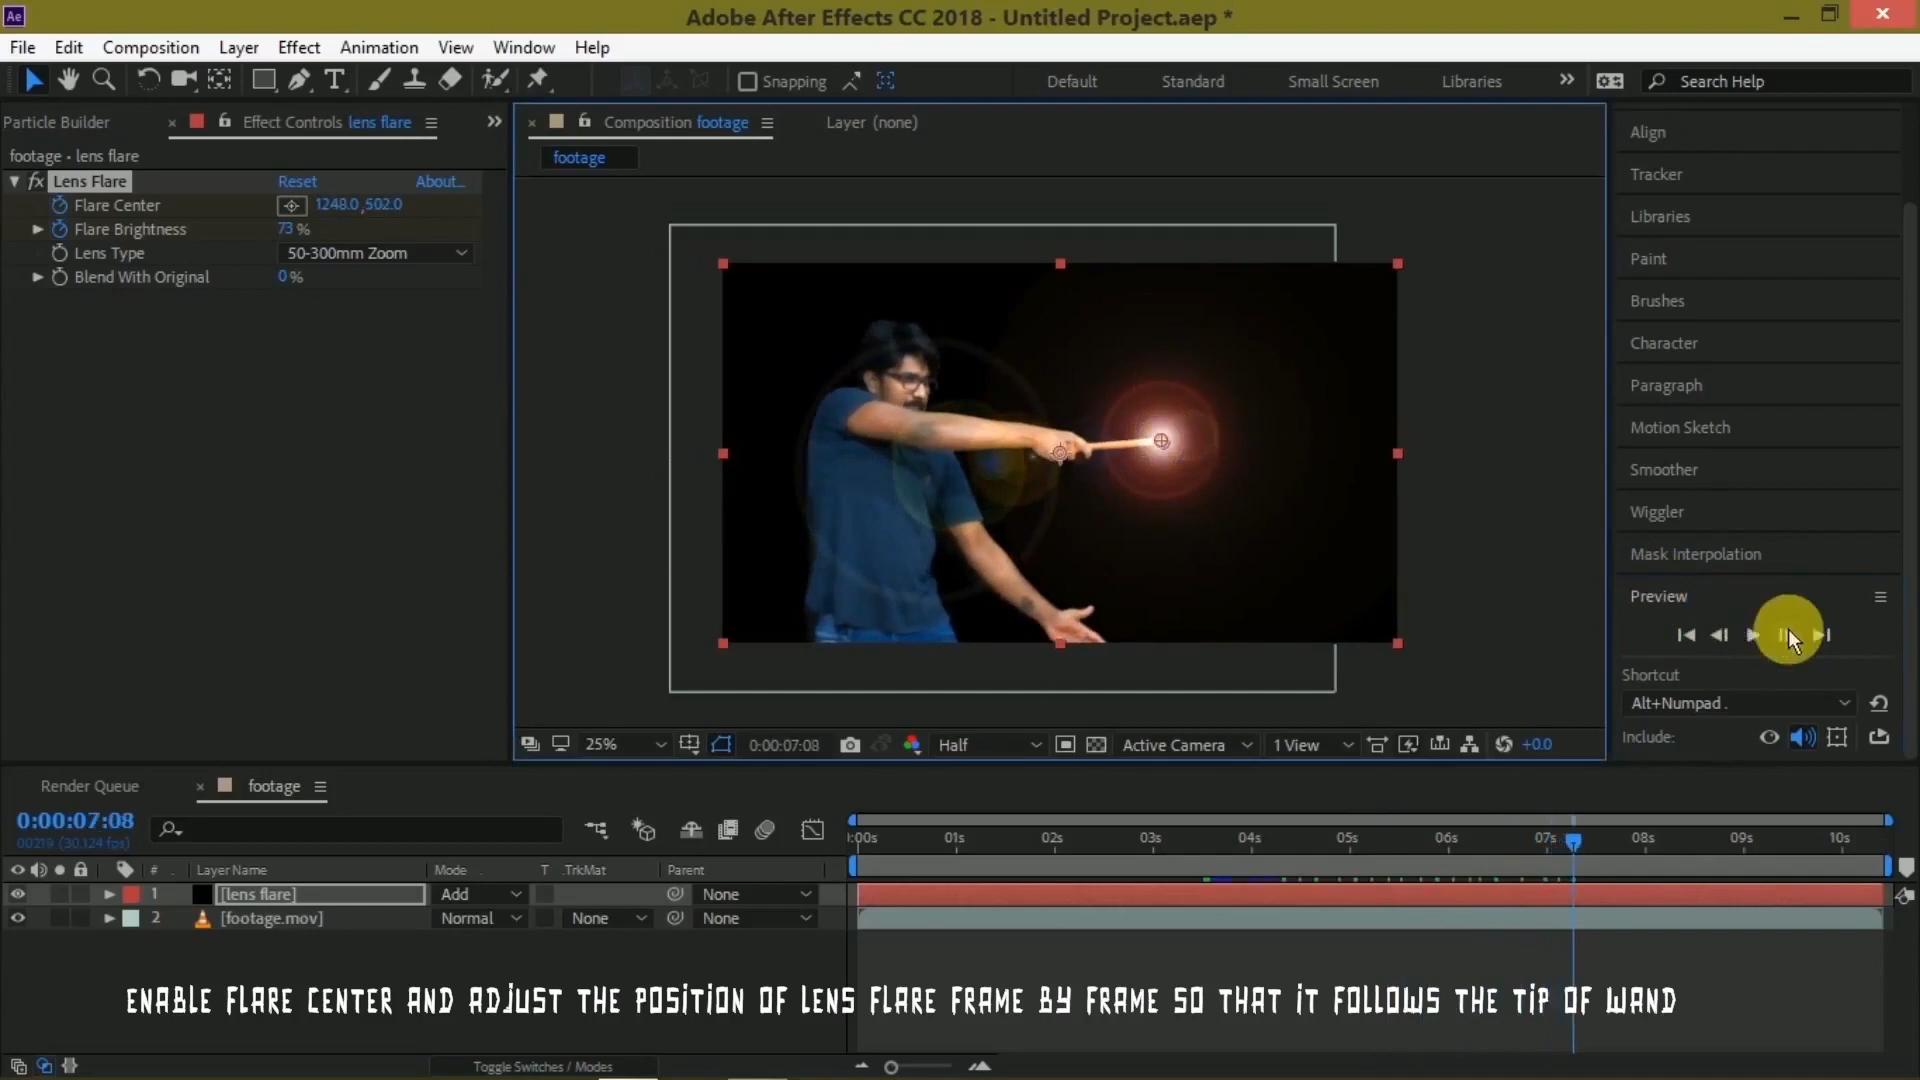 Ae
Adobe After Effects CC 2018 - Untitled Project.aep *
File Edit Composition Layer Effect Animation View Window Help
T Snapping Default Standard Small Screen Libraries Search Help
Particle Builder × Effect Controls lens flare
× Composition footage Layer (none)
footage • lens flare
footage
fx Lens Flare Reset About...
Flare Center 1248.0,502.0
Flare Brightness 73 %
Lens Type 50-300mm Zoom
Blend With Original 0 %
Align
Tracker
Libraries
Paint
Brushes
Character
Paragraph
Motion Sketch
Smoother
Wiggler
Mask Interpolation
Preview
Shortcut
Alt+Numpad .
Include:
25% 0:00:07:08 Half Active Camera 1 View +0.0
Render Queue × footage
0:00:07:08
00219 (30.124 fps)
:00s 01s 02s 03s 04s 05s 06s 07s 08s 09s 10s
# Layer Name Mode T TrkMat Parent
1 [lens flare] Add None
2 [footage.mov] Normal None None
ENABLE FLARE CENTER AND ADJUST THE POSITION OF LENS FLARE FRAME BY FRAME SO THAT IT FOLLOWS THE TIP OF WAND
Toggle Switches / Modes